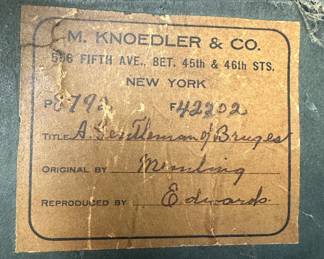 M. KNOEDLER & CO.
556 FIFTH AVE., BET. 45th & 46th STS.
NEW YORK
P 8792 F42202
TITLE A Gentleman of Bruges
ORIGINAL BY Memling
REPRODUCED BY Edwards